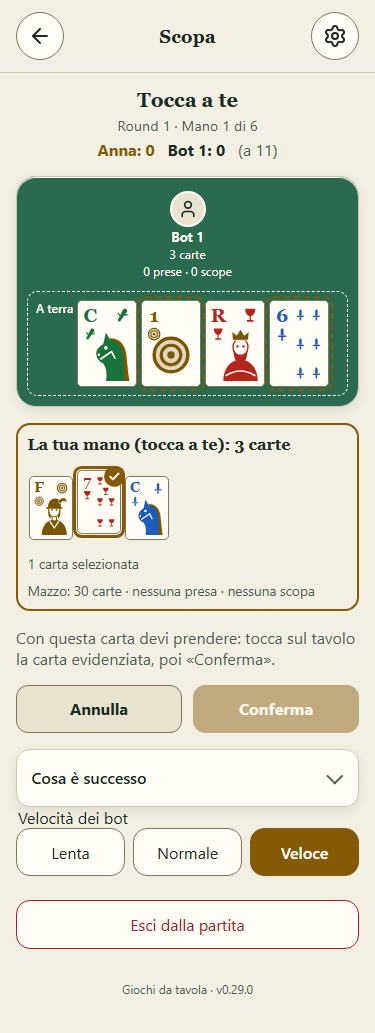 Scopa
Tocca a te
Round 1 · Mano 1 di 6
Anna: 0 Bot 1: 0 (a 11)
Bot 1
3 carte
0 prese · 0 scope
A terra
C
1
R
6
La tua mano (tocca a te): 3 carte
F
7
C
1 carta selezionata
Mazzo: 30 carte · nessuna presa · nessuna scopa
Con questa carta devi prendere: tocca sul tavolo
la carta evidenziata, poi «Conferma».
Annulla
Conferma
Cosa è successo
Velocità dei bot
Lenta
Normale
Veloce
Esci dalla partita
Giochi da tavola · v0.29.0